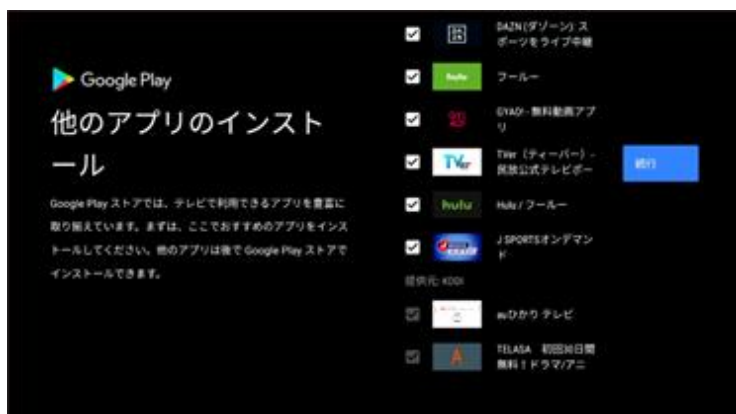 Google Play
他のアプリのインスト
ール
Google Play ストアでは、テレビで利用できるアプリを豊富に
取り揃えています。まずは、ここでおすすめのアプリをインス
トールしてください。他のアプリは後で Google Play ストアで
インストールできます。
DAZN (ダゾーン) ス
ポーツをライブ中継
hulu
フールー
GYAO! - 無料動画アプ
リ
TVer
TVer（ティーバー）-
民放公式テレビポー
続行
hulu
Hulu / フールー
J SPORTSオンデマン
ド
提供元: KDDI
auひかり テレビ
TELASA 初回30日間
無料！ドラマ/アニ